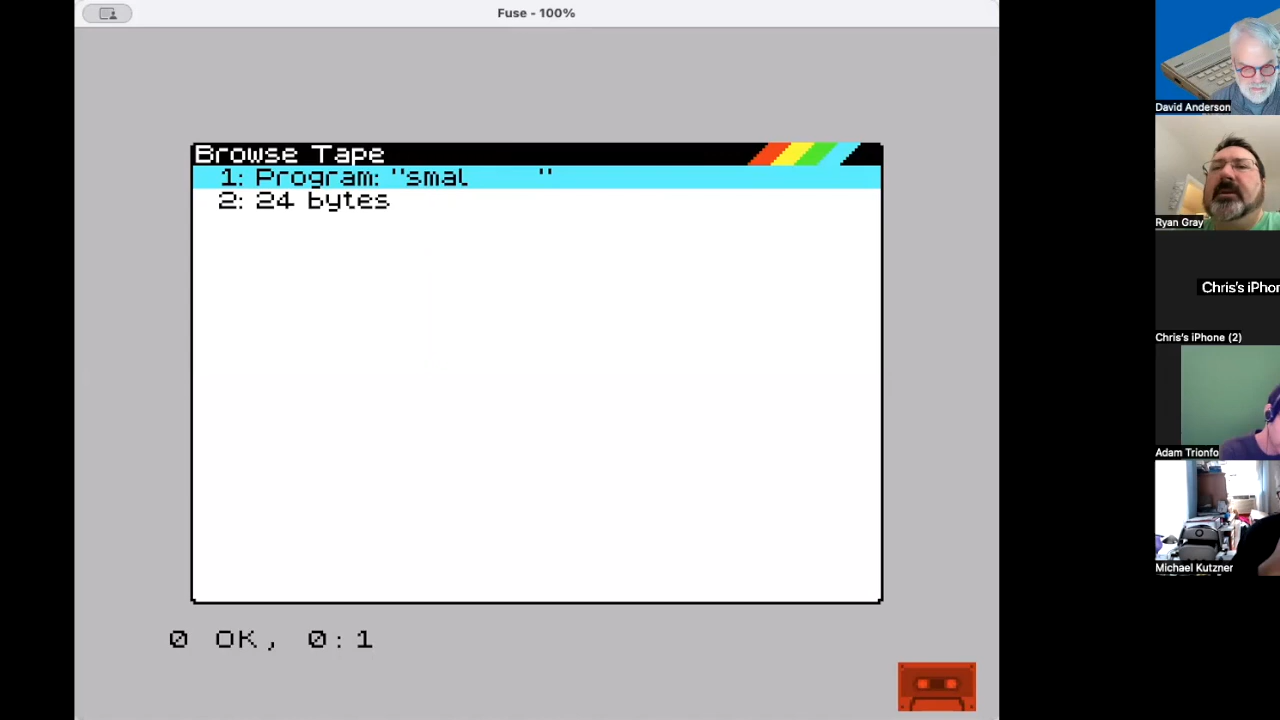 Fuse - 100%
Browse Tape
1: Program: "smal      "
2: 24 bytes
0 OK, 0:1
David Anderson
Ryan Gray
Chris's iPhon
Chris's iPhone (2)
Adam Trionfo
Michael Kutzner